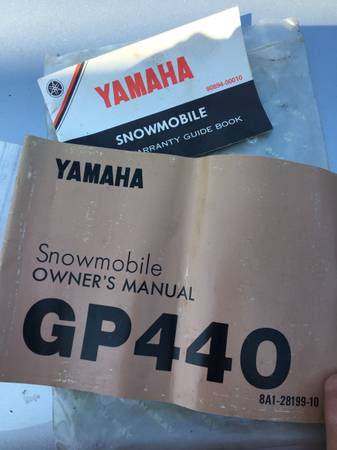 YAMAHA
90894-00010
SNOWMOBILE
WARRANTY GUIDE BOOK
YAMAHA
Snowmobile
OWNER'S MANUAL
GP440
8A1-28199-10